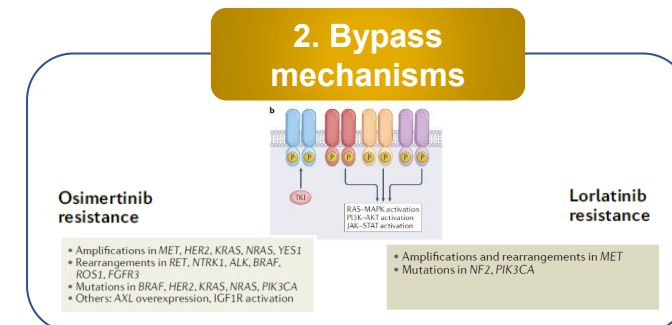 2. Bypass
mechanisms
b
P P P P P P P P
TKI
RAS–MAPK activation
PI3K–AKT activation
JAK–STAT activation
Osimertinib
resistance
• Amplifications in MET, HER2, KRAS, NRAS, YES1
• Rearrangements in RET, NTRK1, ALK, BRAF,
ROS1, FGFR3
• Mutations in BRAF, HER2, KRAS, NRAS, PIK3CA
• Others: AXL overexpression, IGF1R activation
Lorlatinib
resistance
• Amplifications and rearrangements in MET
• Mutations in NF2, PIK3CA